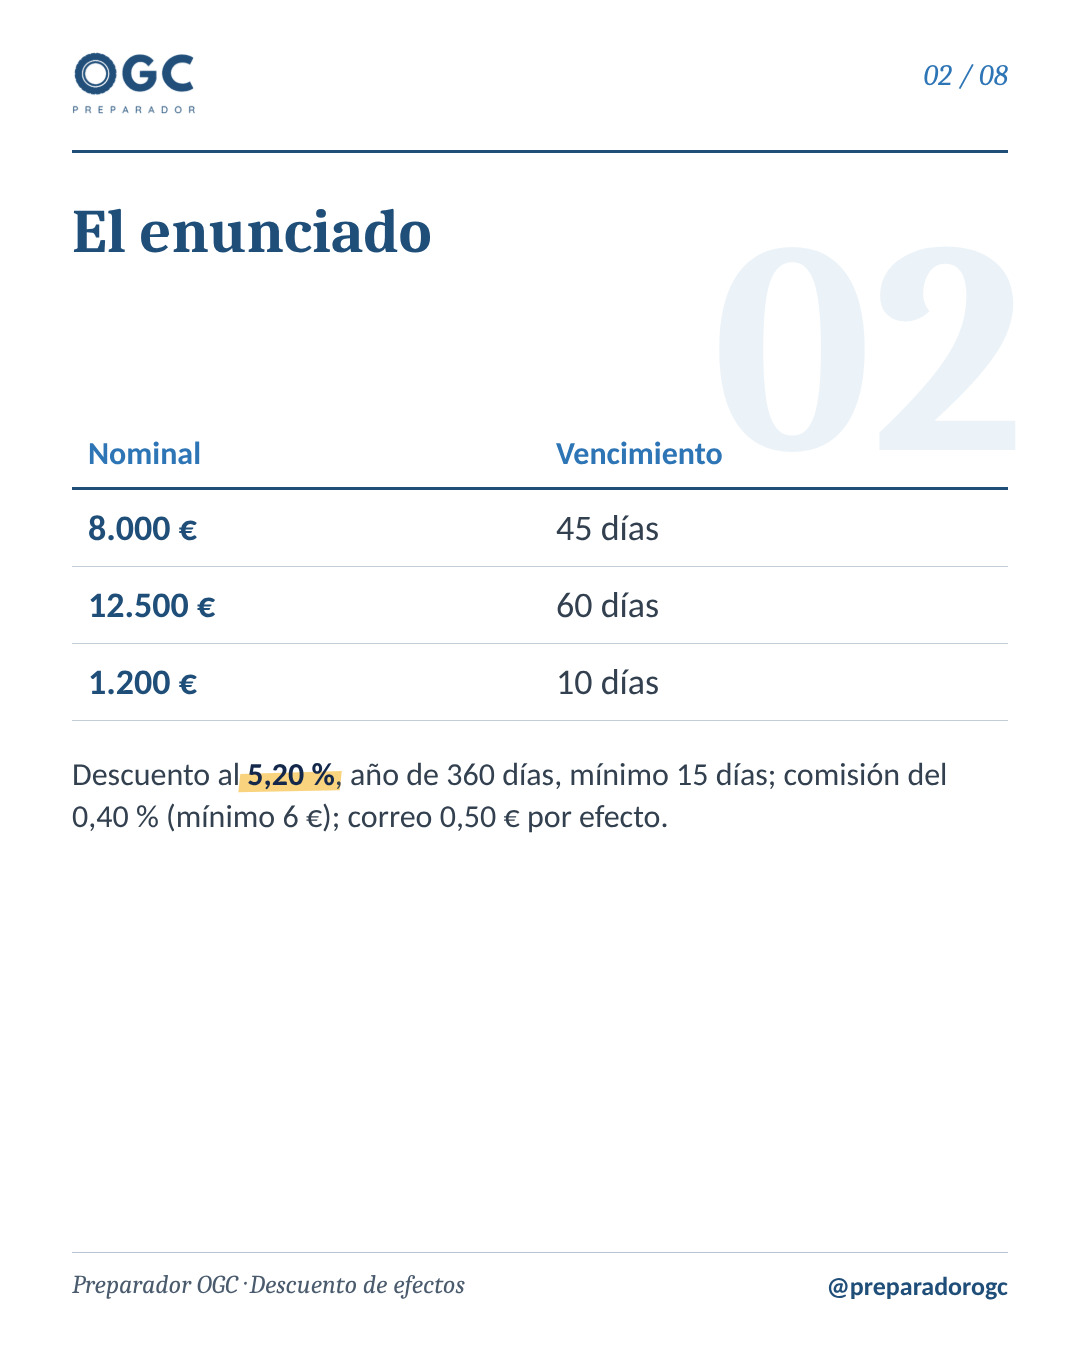 OGC
PREPARADOR
02 / 08
El enunciado
02
Nominal Vencimiento
8.000 € 45 días
12.500 € 60 días
1.200 € 10 días
Descuento al 5,20 %, año de 360 días, mínimo 15 días; comisión del
0,40 % (mínimo 6 €); correo 0,50 € por efecto.
Preparador OGC · Descuento de efectos
@preparadorogc